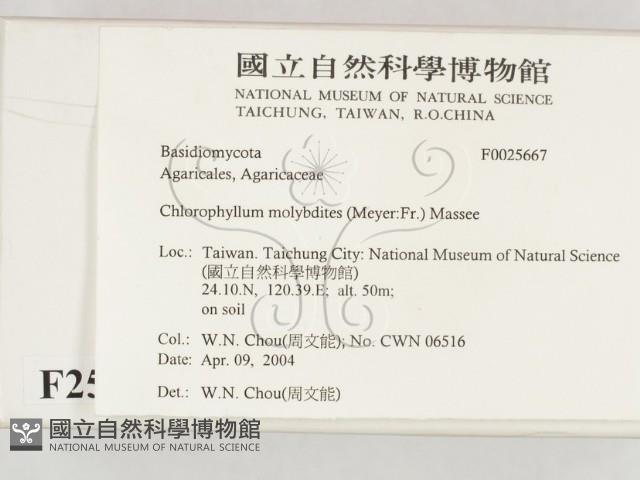 國立自然科學博物館
NATIONAL MUSEUM OF NATURAL SCIENCE
TAICHUNG, TAIWAN, R.O.CHINA
Basidiomycota F0025667
Agaricales, Agaricaceae
Chlorophyllum molybdites (Meyer:Fr.) Massee
Loc.: Taiwan. Taichung City: National Museum of Natural Science
(國立自然科學博物館)
24.10.N, 120.39.E; alt. 50m;
on soil
Col.: W.N. Chou(周文能); No. CWN 06516
Date: Apr. 09, 2004
Det.: W.N. Chou(周文能)
F25
國立自然科學博物館
NATIONAL MUSEUM OF NATURAL SCIENCE